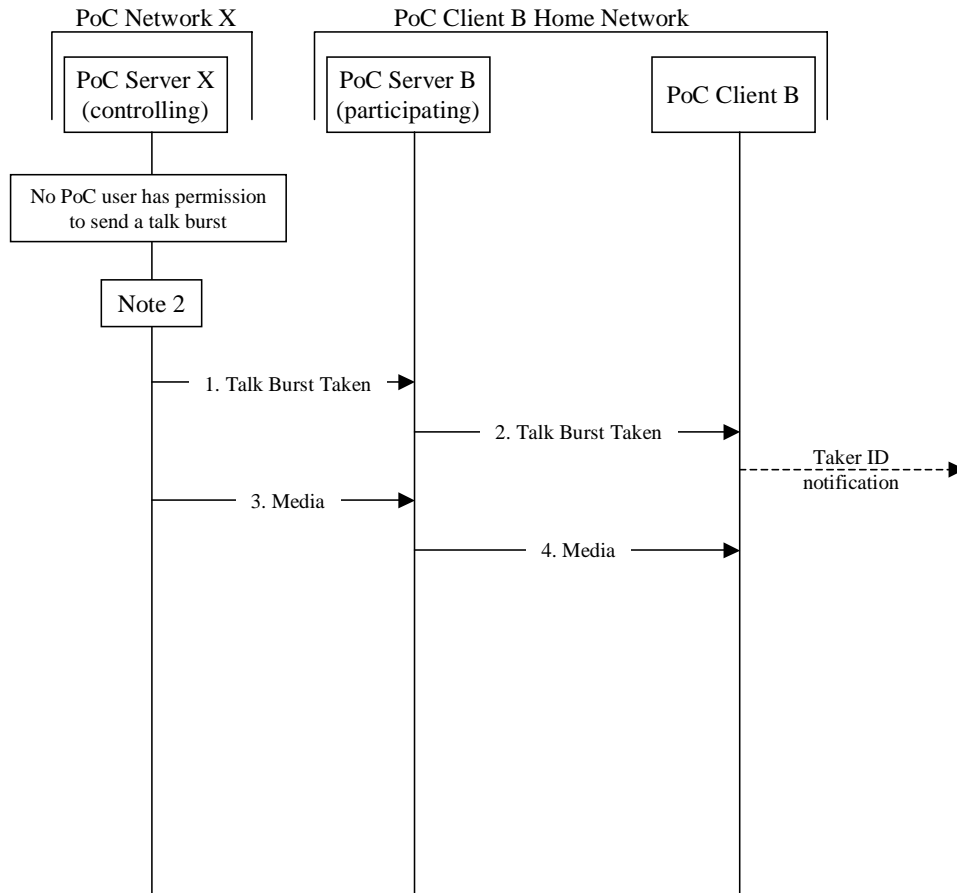 PoC Network X
PoC Client B Home Network
PoC Server X
(controlling)
PoC Server B
(participating)
PoC Client B
No PoC user has permission
to send a talk burst
Note 2
1. Talk Burst Taken
2. Talk Burst Taken
Taker ID
notification
3. Media
4. Media